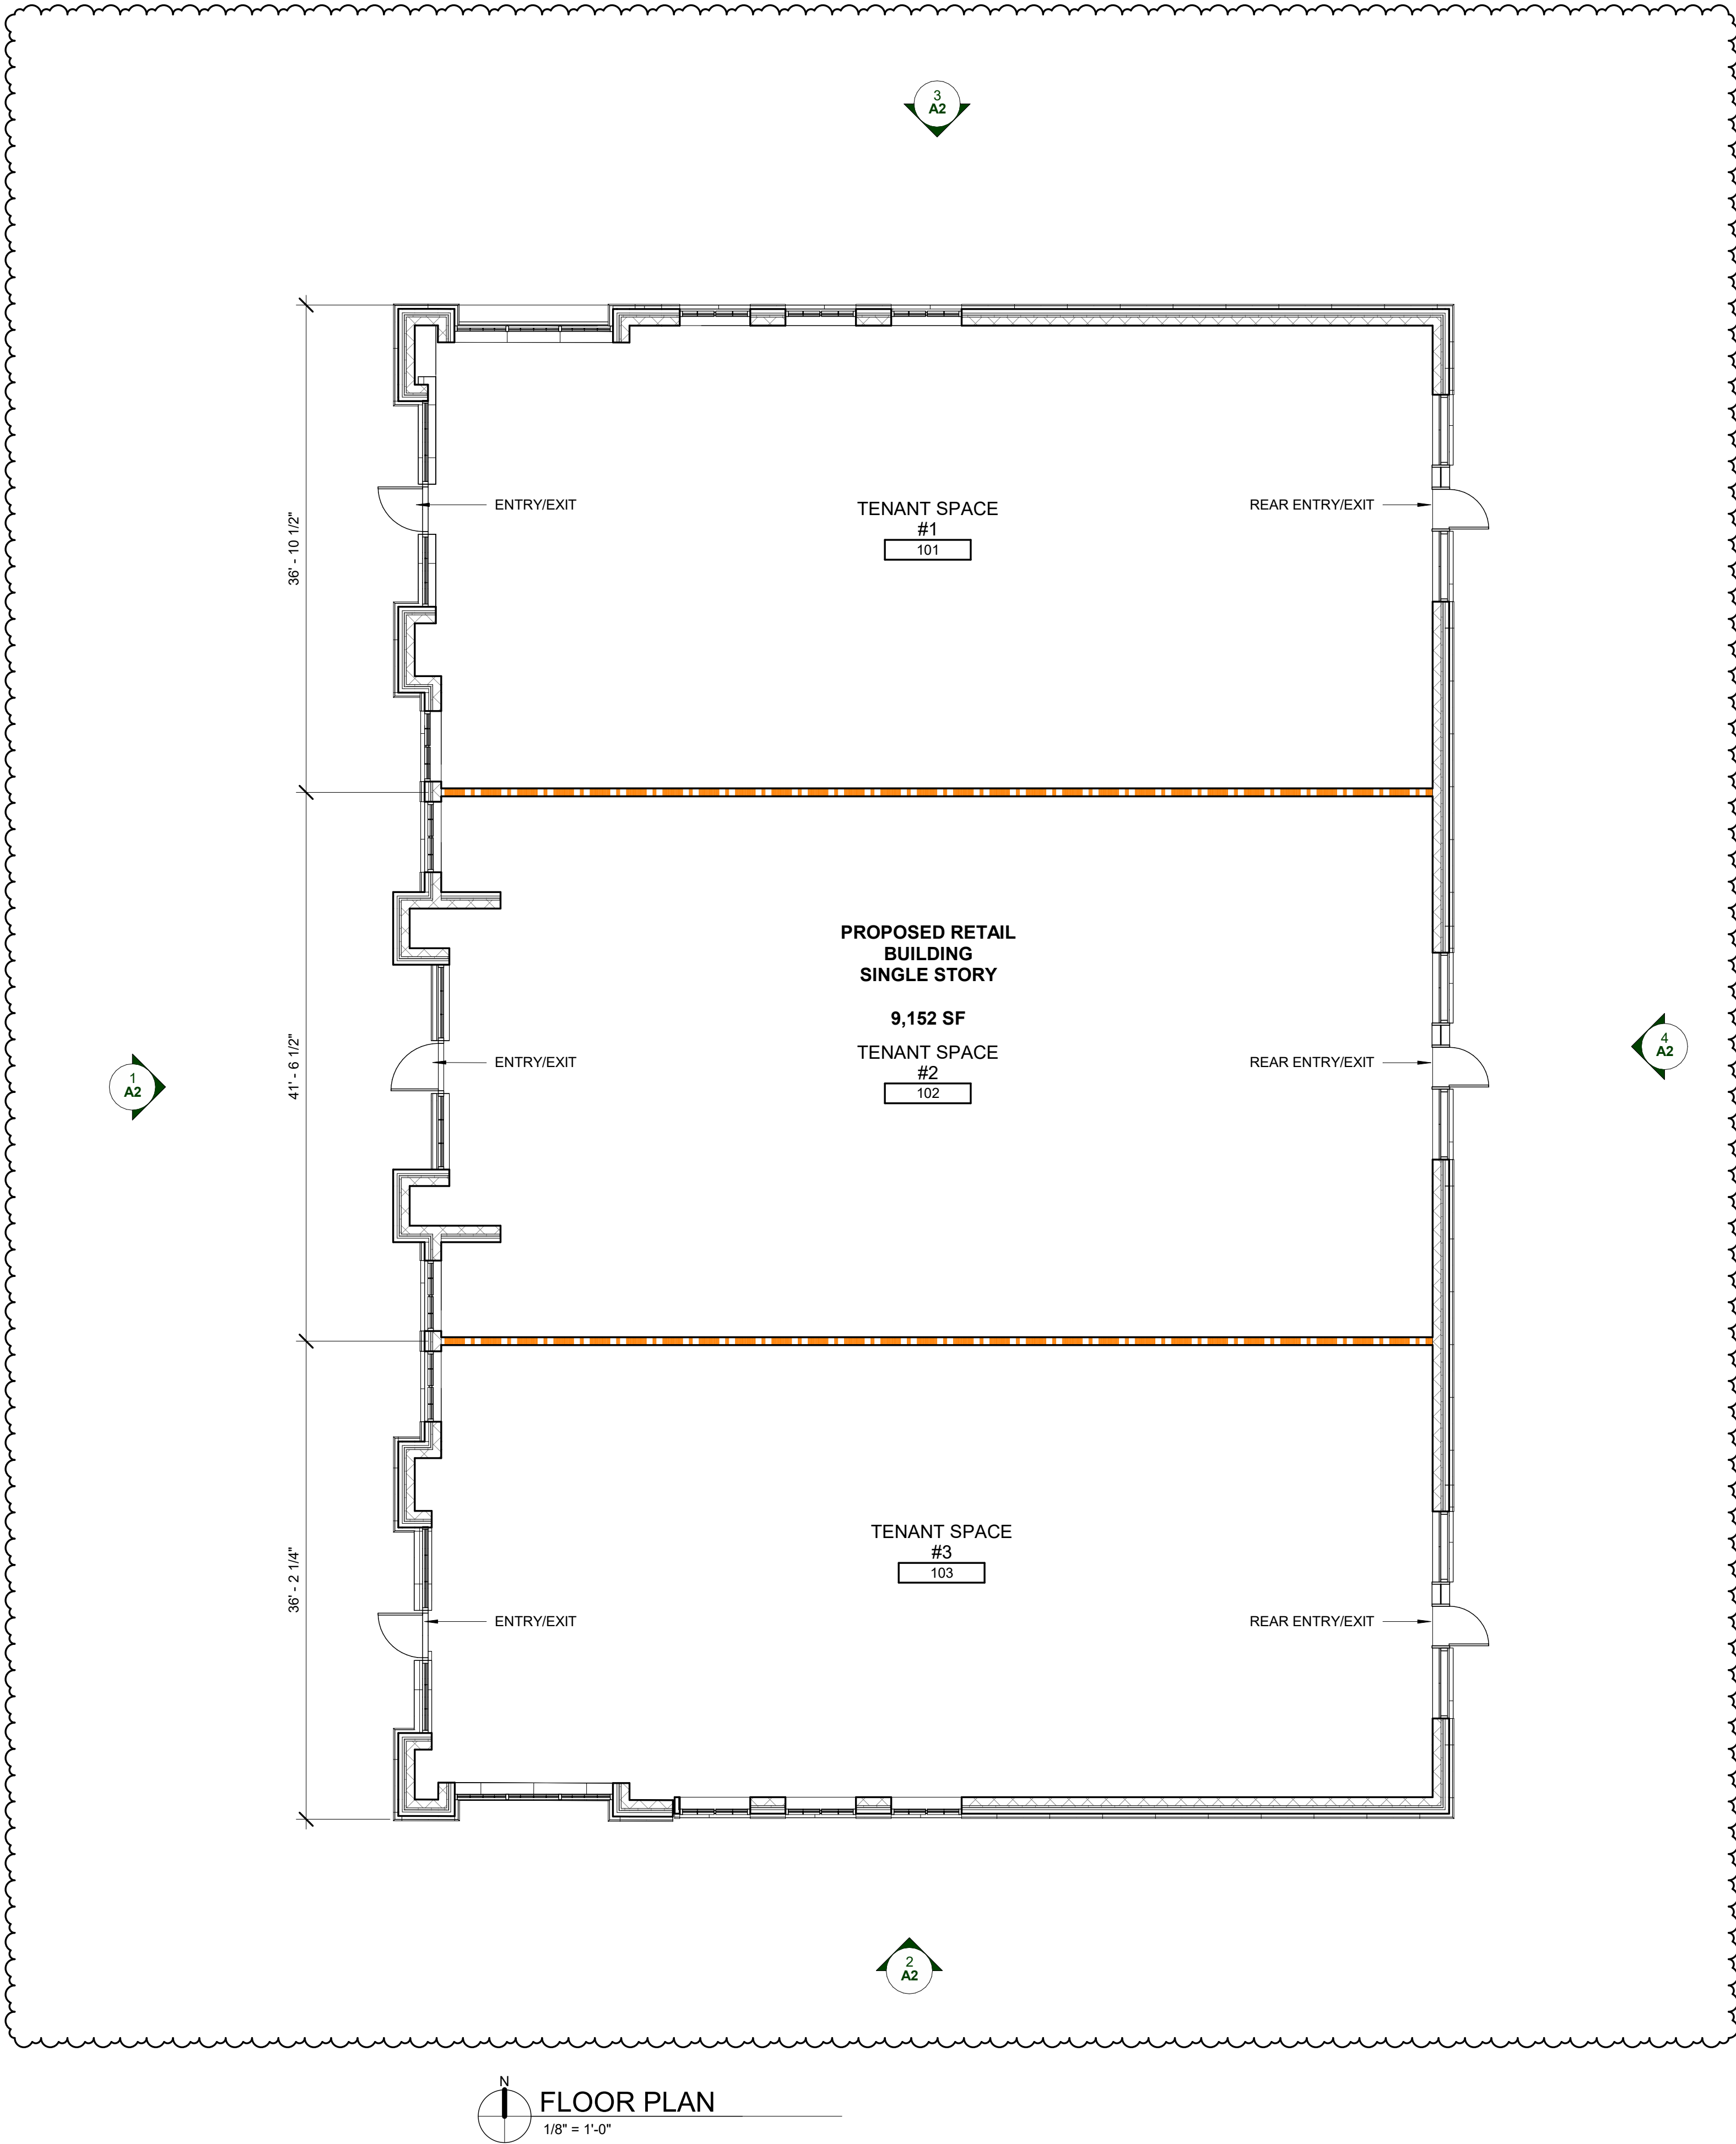 3
A2
36' - 10 1/2"
ENTRY/EXIT
TENANT SPACE
#1
101
REAR ENTRY/EXIT
PROPOSED RETAIL
BUILDING
SINGLE STORY
9,152 SF
41' - 6 1/2"
1
A2
ENTRY/EXIT
TENANT SPACE
#2
102
REAR ENTRY/EXIT
4
A2
36' - 2 1/4"
TENANT SPACE
#3
103
ENTRY/EXIT
REAR ENTRY/EXIT
2
A2
N
FLOOR PLAN
1/8" = 1'-0"